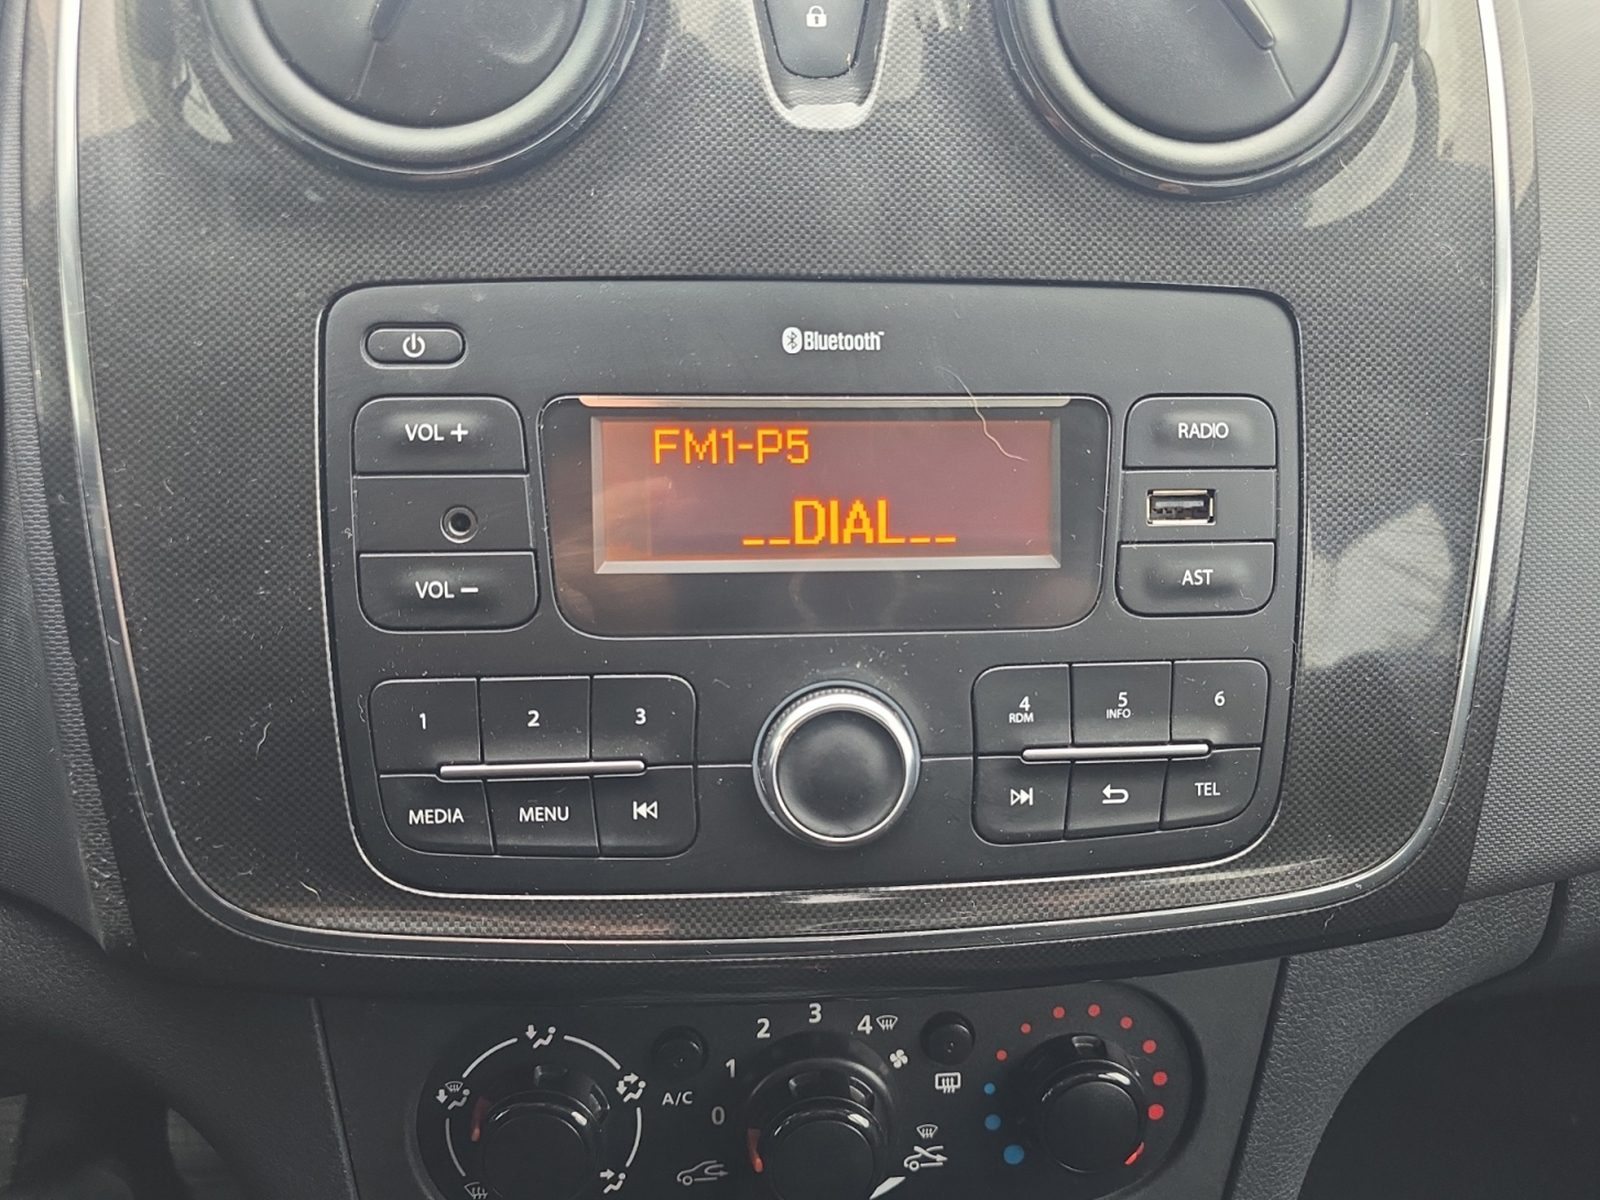 Bluetooth™
VOL +
FM1-P5
RADIO
__DIAL__
VOL −
AST
1 2 3
4 5 6
RDM INFO
MEDIA MENU
TEL
0 1 2 3 4
A/C